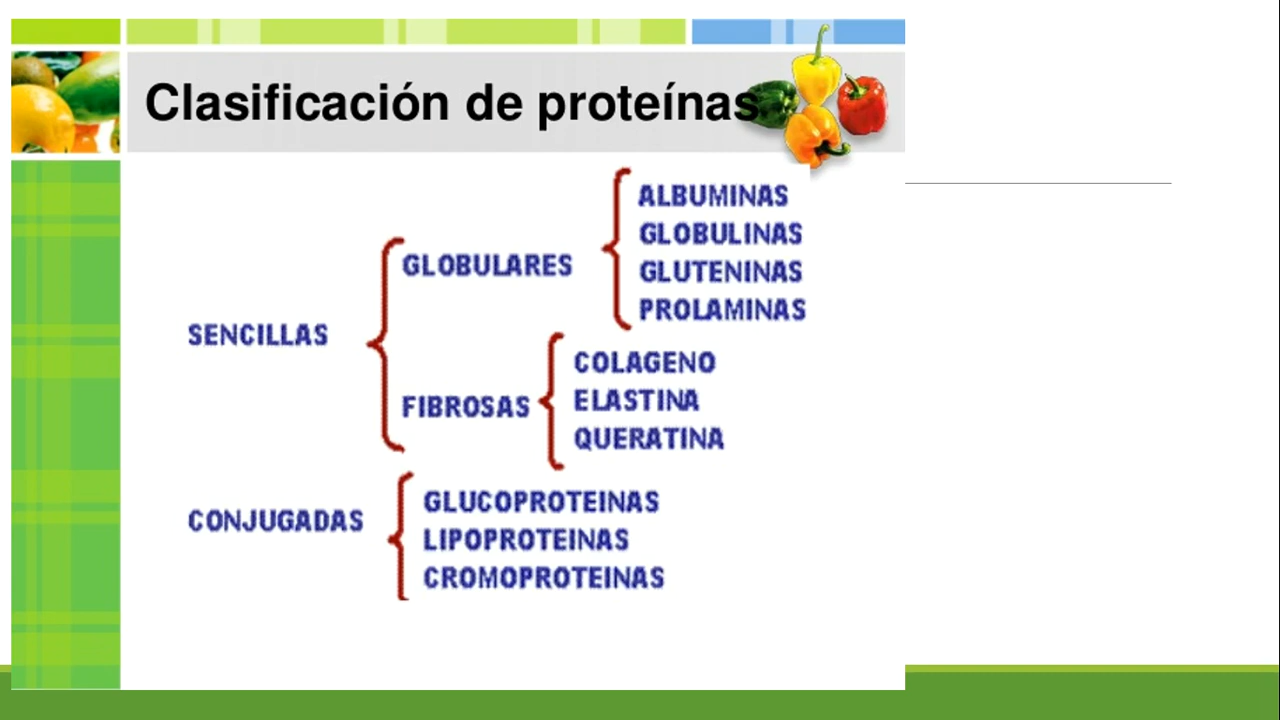 Clasificación de proteínas
SENCILLAS
GLOBULARES
ALBUMINAS
GLOBULINAS
GLUTENINAS
PROLAMINAS
FIBROSAS
COLAGENO
ELASTINA
QUERATINA
CONJUGADAS
GLUCOPROTEINAS
LIPOPROTEINAS
CROMOPROTEINAS